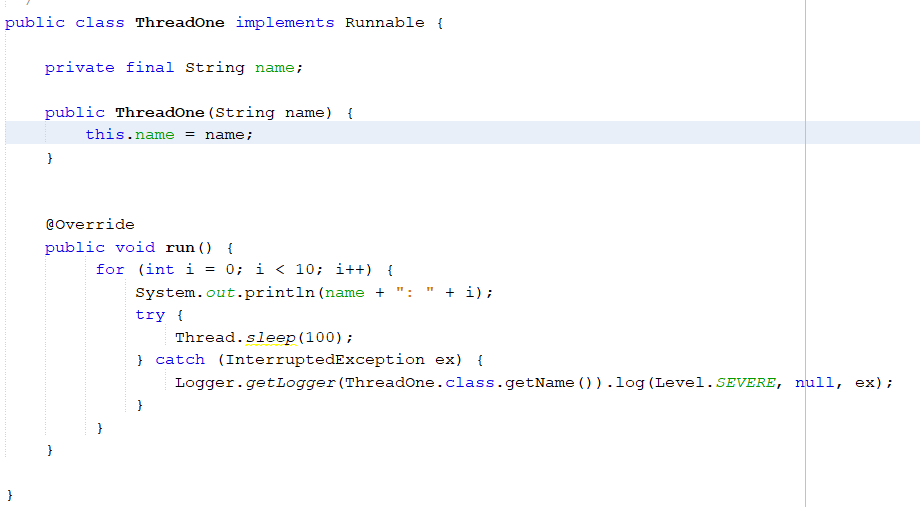 public class ThreadOne implements Runnable {
private final String name;
public ThreadOne(String name) {
this.name = name;
}
@Override
public void run() {
for (int i = 0; i < 10; i++) {
System.out.println(name + ": " + i);
try {
Thread.sleep(100);
} catch (InterruptedException ex) {
Logger.getLogger(ThreadOne.class.getName()).log(Level.SEVERE, null, ex);
}
}
}
}